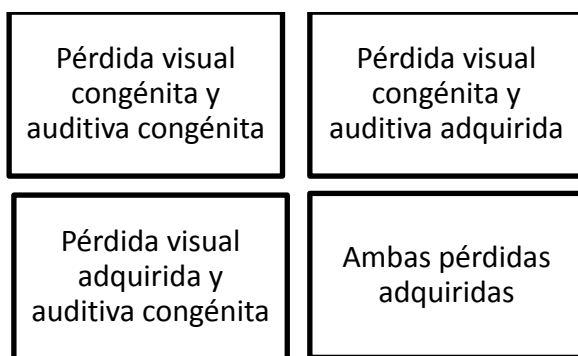 Pérdida visual
congénita y
auditiva congénita
Pérdida visual
congénita y
auditiva adquirida
Pérdida visual
adquirida y
auditiva congénita
Ambas pérdidas
adquiridas